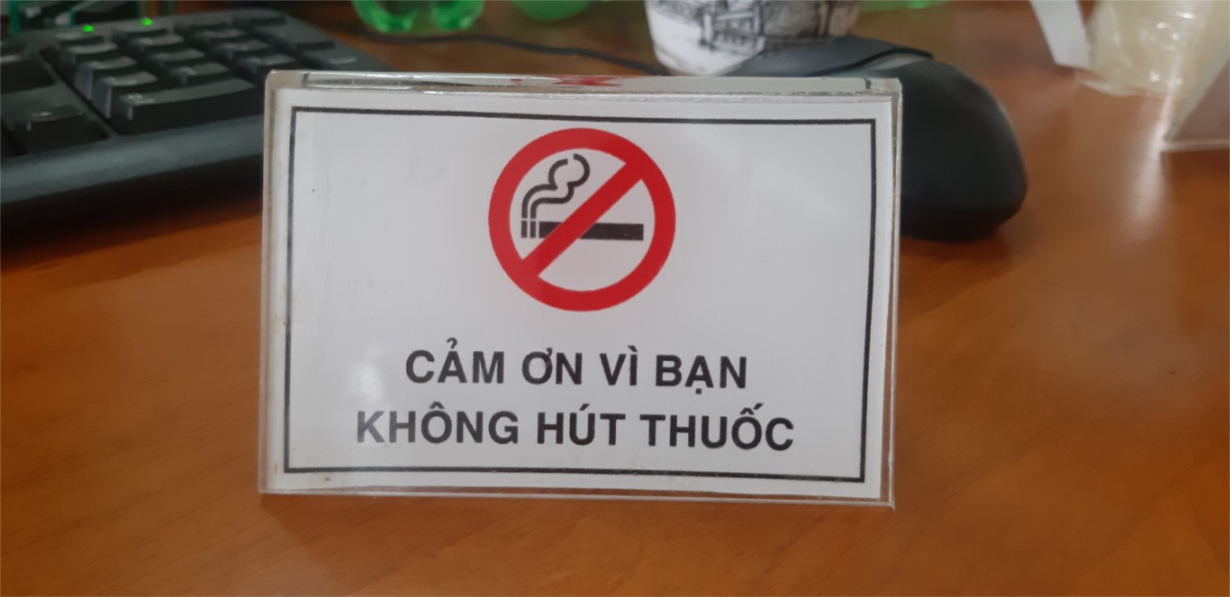 CẢM ƠN VÌ BẠN
KHÔNG HÚT THUỐC